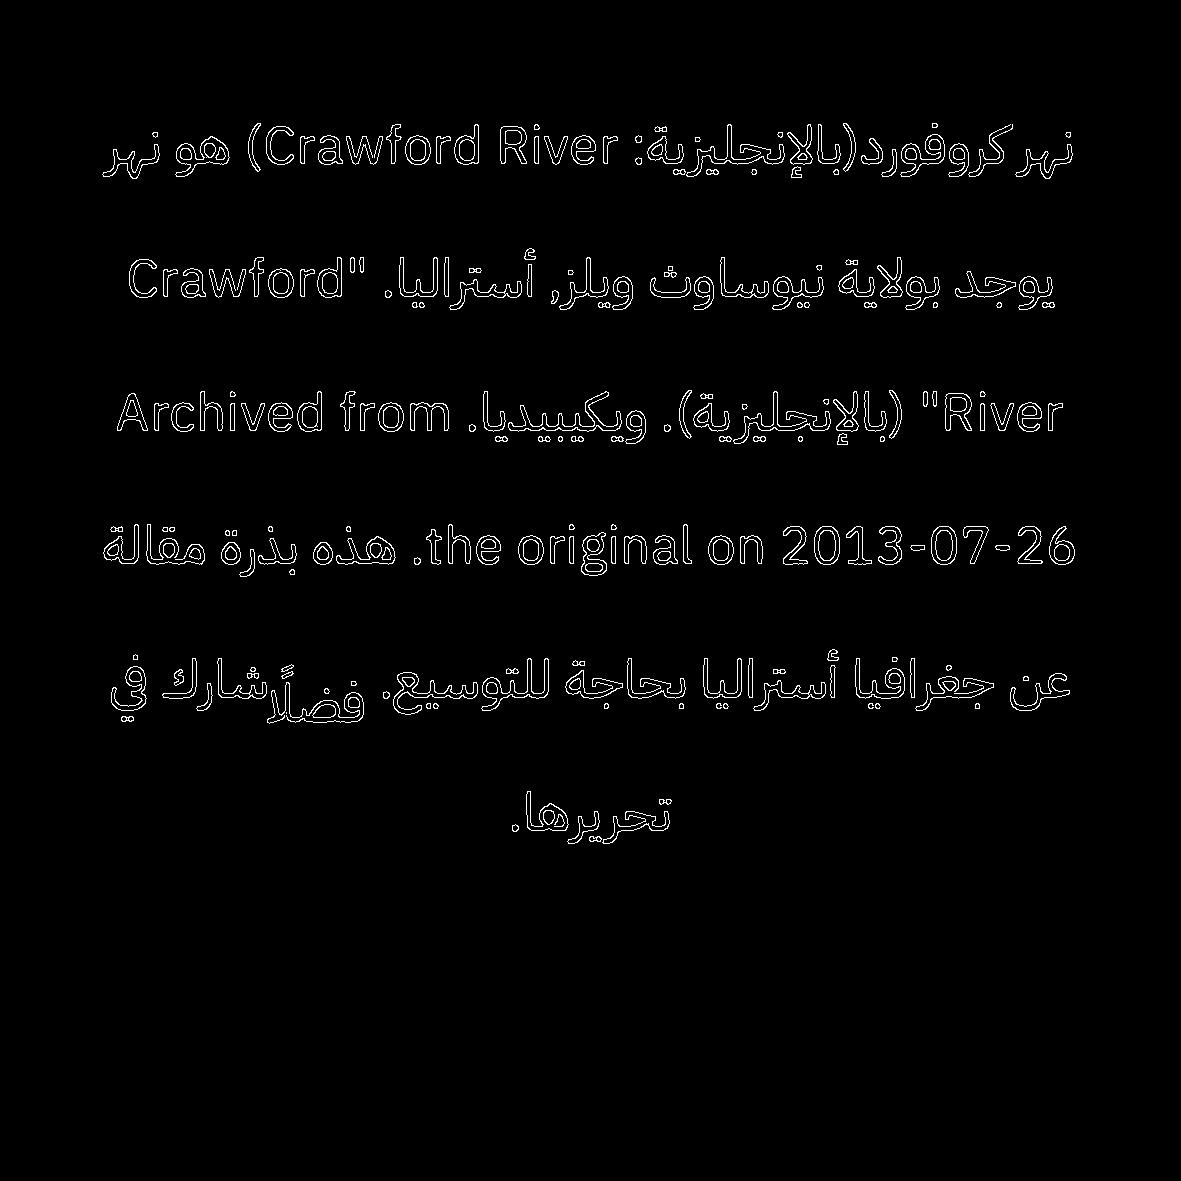 نهر كروفورد(بالإنجليزية: Crawford River) هو نهر
يوجد بولاية نيوساوث ويلز, أستراليا. "Crawford
River" (بالإنجليزية). ويكيبيديا. Archived from
the original on 2013-07-26. هذه بذرة مقالة
عن جغرافيا أستراليا بحاجة للتوسيع. فضلًا شارك في
تحريرها.